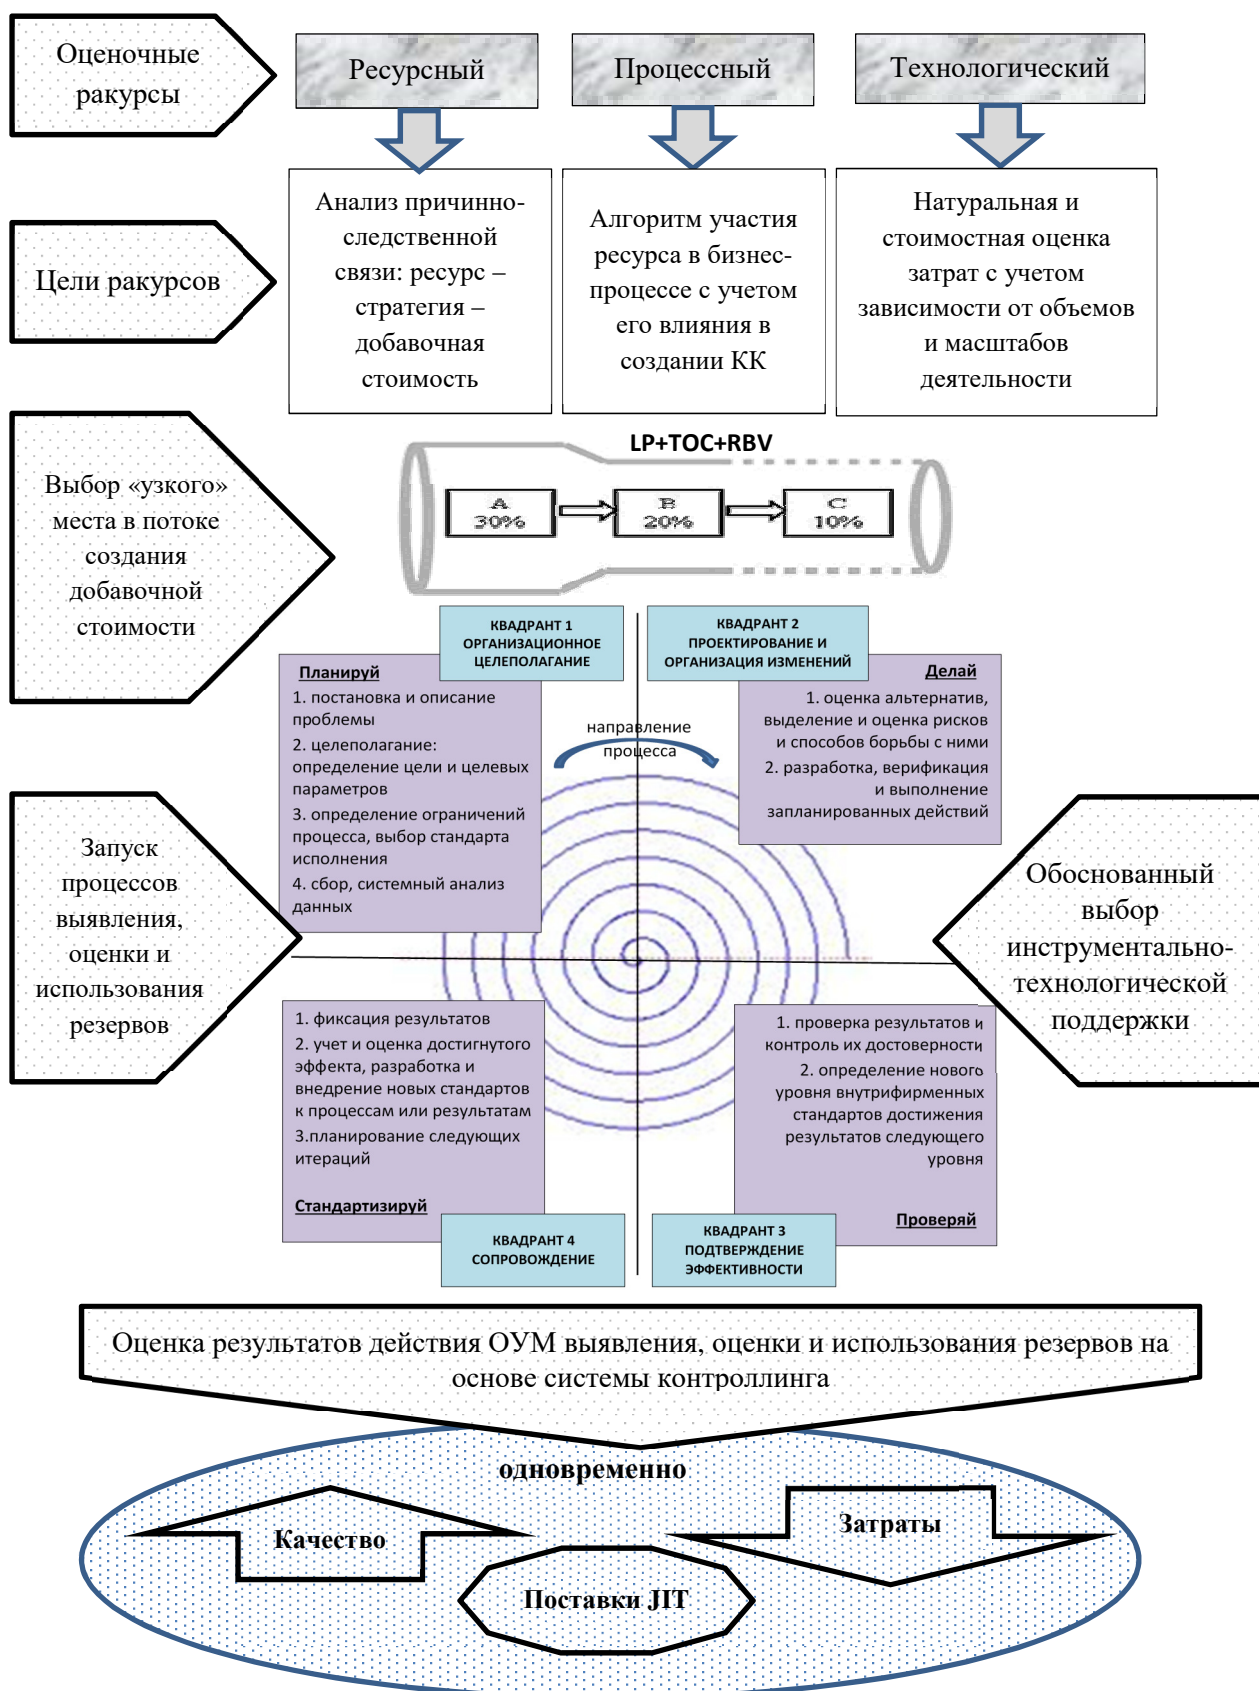 Оценочные
ракурсы
Ресурсный
Процессный
Технологический
Цели ракурсов
Анализ причинно-
следственной
связи: ресурс –
стратегия –
добавочная
стоимость
Алгоритм участия
ресурса в бизнес-
процессе с учетом
его влияния в
создании КК
Натуральная и
стоимостная оценка
затрат с учетом
зависимости от объемов
и масштабов
деятельности
Выбор «узкого»
места в потоке
создания
добавочной
стоимости
LP+TOC+RBV
A
30%
B
20%
C
10%
КВАДРАНТ 1
ОРГАНИЗАЦИОННОЕ
ЦЕЛЕПОЛАГАНИЕ
КВАДРАНТ 2
ПРОЕКТИРОВАНИЕ И
ОРГАНИЗАЦИЯ ИЗМЕНЕНИЙ
Планируй
1. постановка и описание
проблемы
2. целеполагание:
определение цели и целевых
параметров
3. определение ограничений
процесса, выбор стандарта
исполнения
4. сбор, системный анализ
данных
направление
процесса
Делай
1. оценка альтернатив,
выделение и оценка рисков
и способов борьбы с ними
2. разработка, верификация
и выполнение
запланированных действий
Запуск
процессов
выявления,
оценки и
использования
резервов
Обоснованный
выбор
инструментально-
технологической
поддержки
1. фиксация результатов
2. учет и оценка достигнутого
эффекта, разработка и
внедрение новых стандартов
к процессам или результатам
3.планирование следующих
итераций
Стандартизируй
1. проверка результатов и
контроль их достоверности
2. определение нового
уровня внутрифирменных
стандартов достижения
результатов следующего
уровня
Проверяй
КВАДРАНТ 4
СОПРОВОЖДЕНИЕ
КВАДРАНТ 3
ПОДТВЕРЖДЕНИЕ
ЭФФЕКТИВНОСТИ
Оценка результатов действия ОУМ выявления, оценки и использования резервов на
основе системы контроллинга
одновременно
Качество
Затраты
Поставки JIT